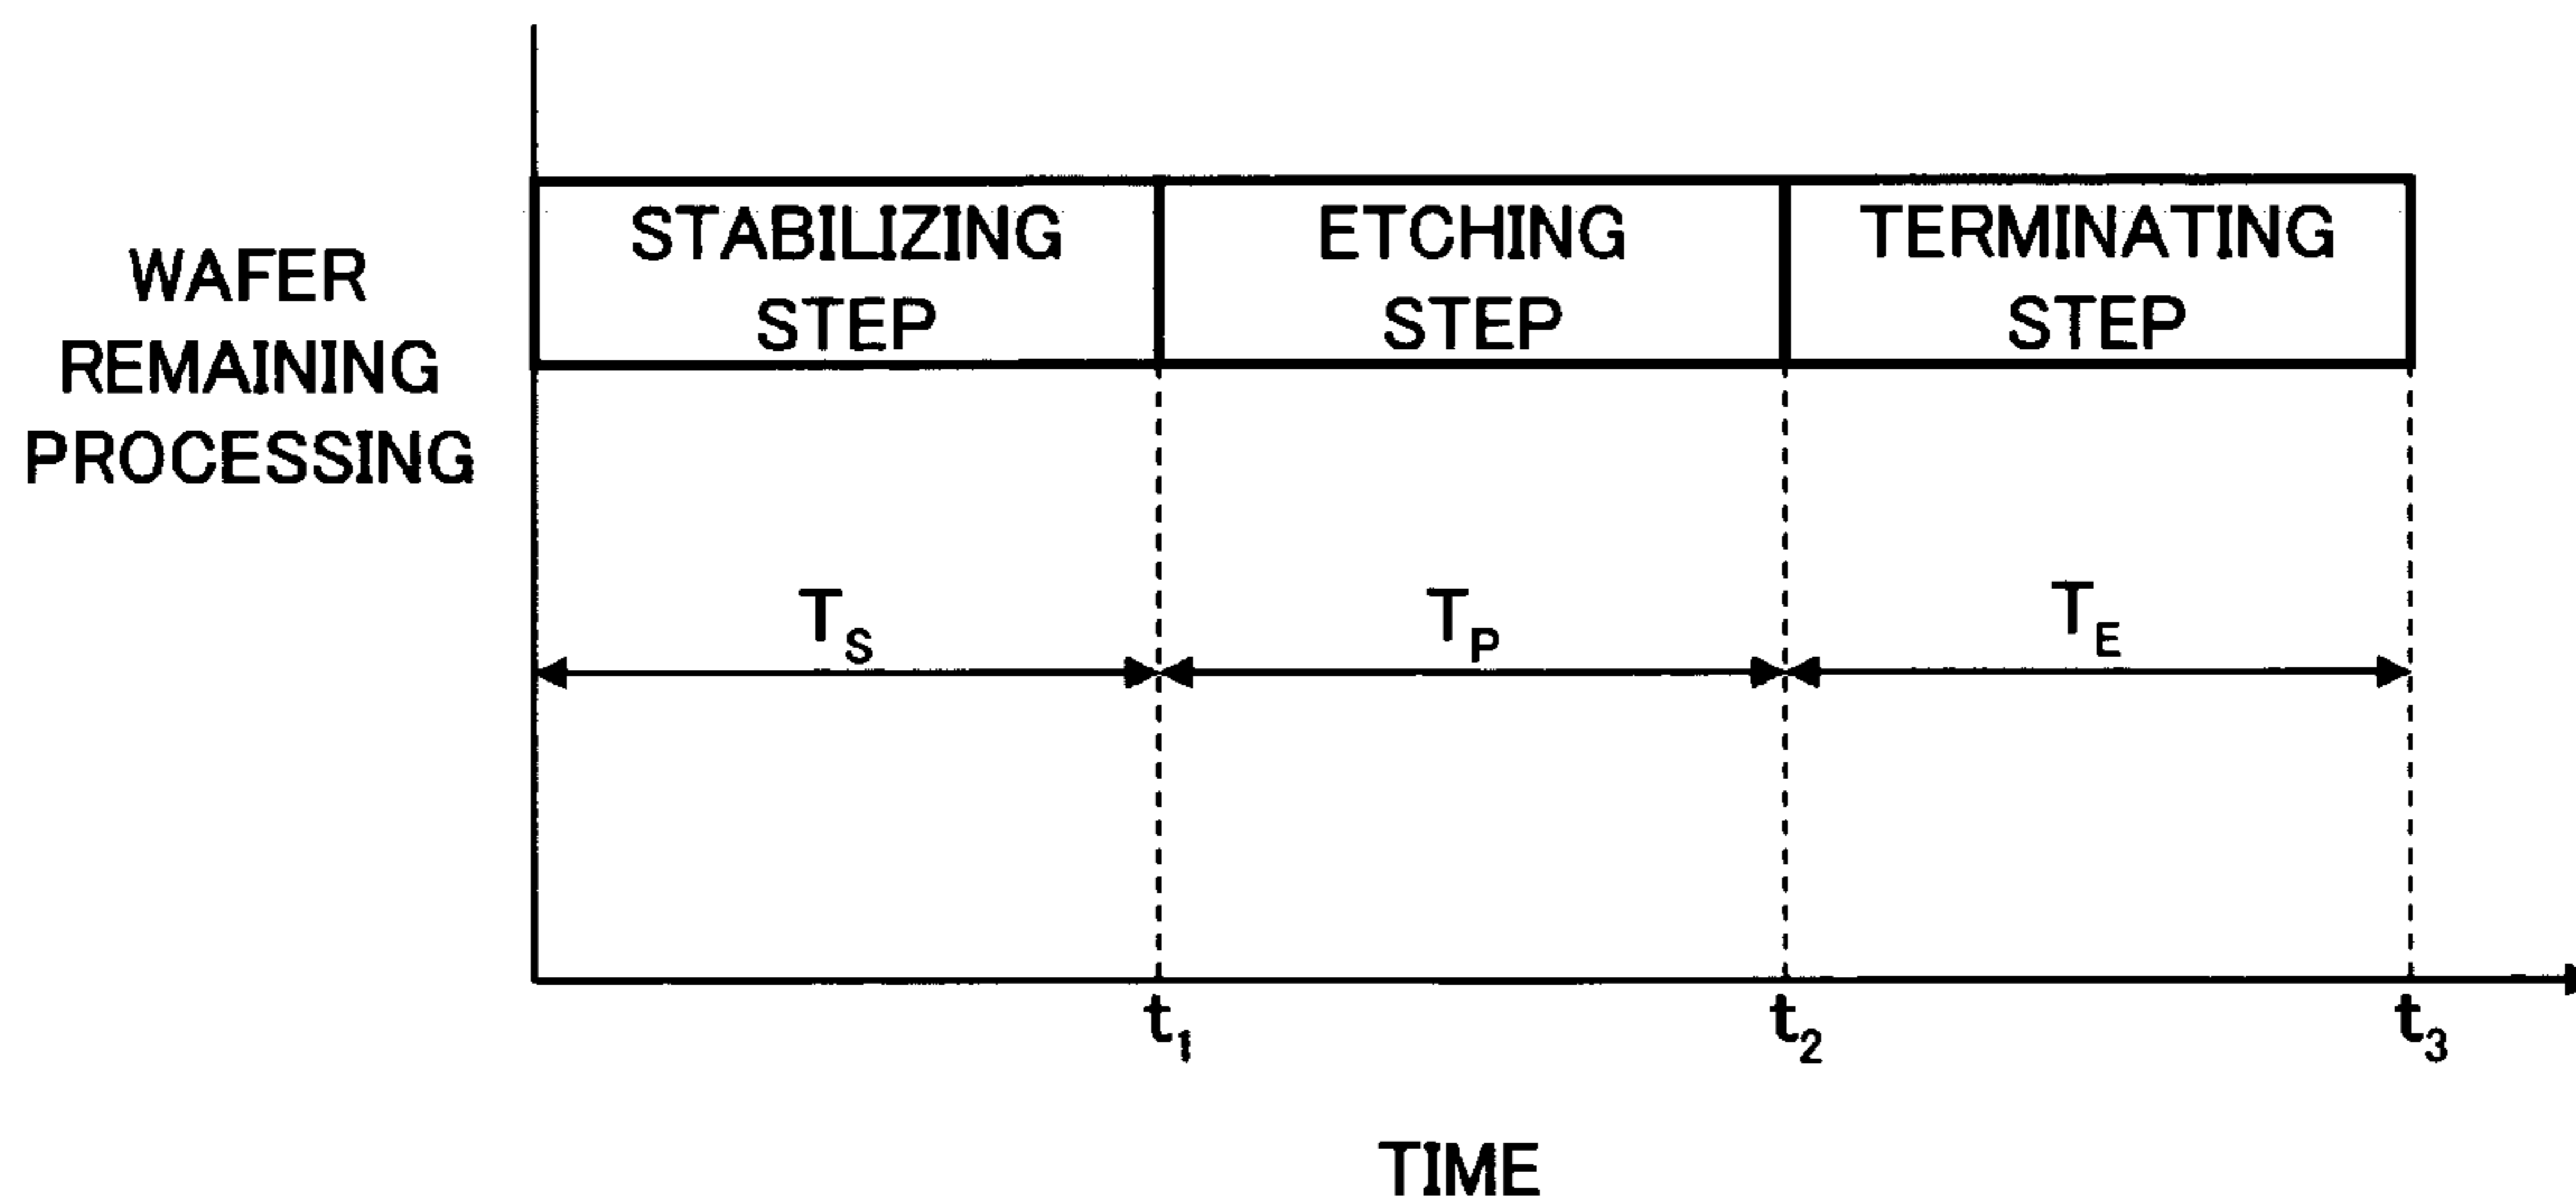 WAFER
REMAINING
PROCESSING
STABILIZING
STEP
ETCHING
STEP
TERMINATING
STEP
TS
TP
TE
t1
t2
t3
TIME